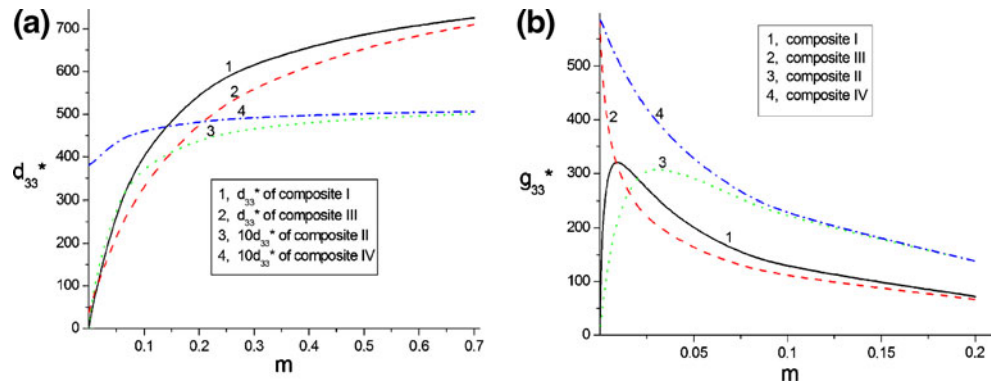 (a)
700
600
500
400
300
200
100
0
d₃₃*
0.1 0.2 0.3 0.4 0.5 0.6 0.7
m
1
2
4
3
1, d₃₃* of composite I
2, d₃₃* of composite III
3, 10d₃₃* of composite II
4, 10d₃₃* of composite IV
(b)
500
400
300
200
100
0
g₃₃*
0.05 0.1 0.15 0.2
m
2
4
3
1
1, composite I
2, composite III
3, composite II
4, composite IV